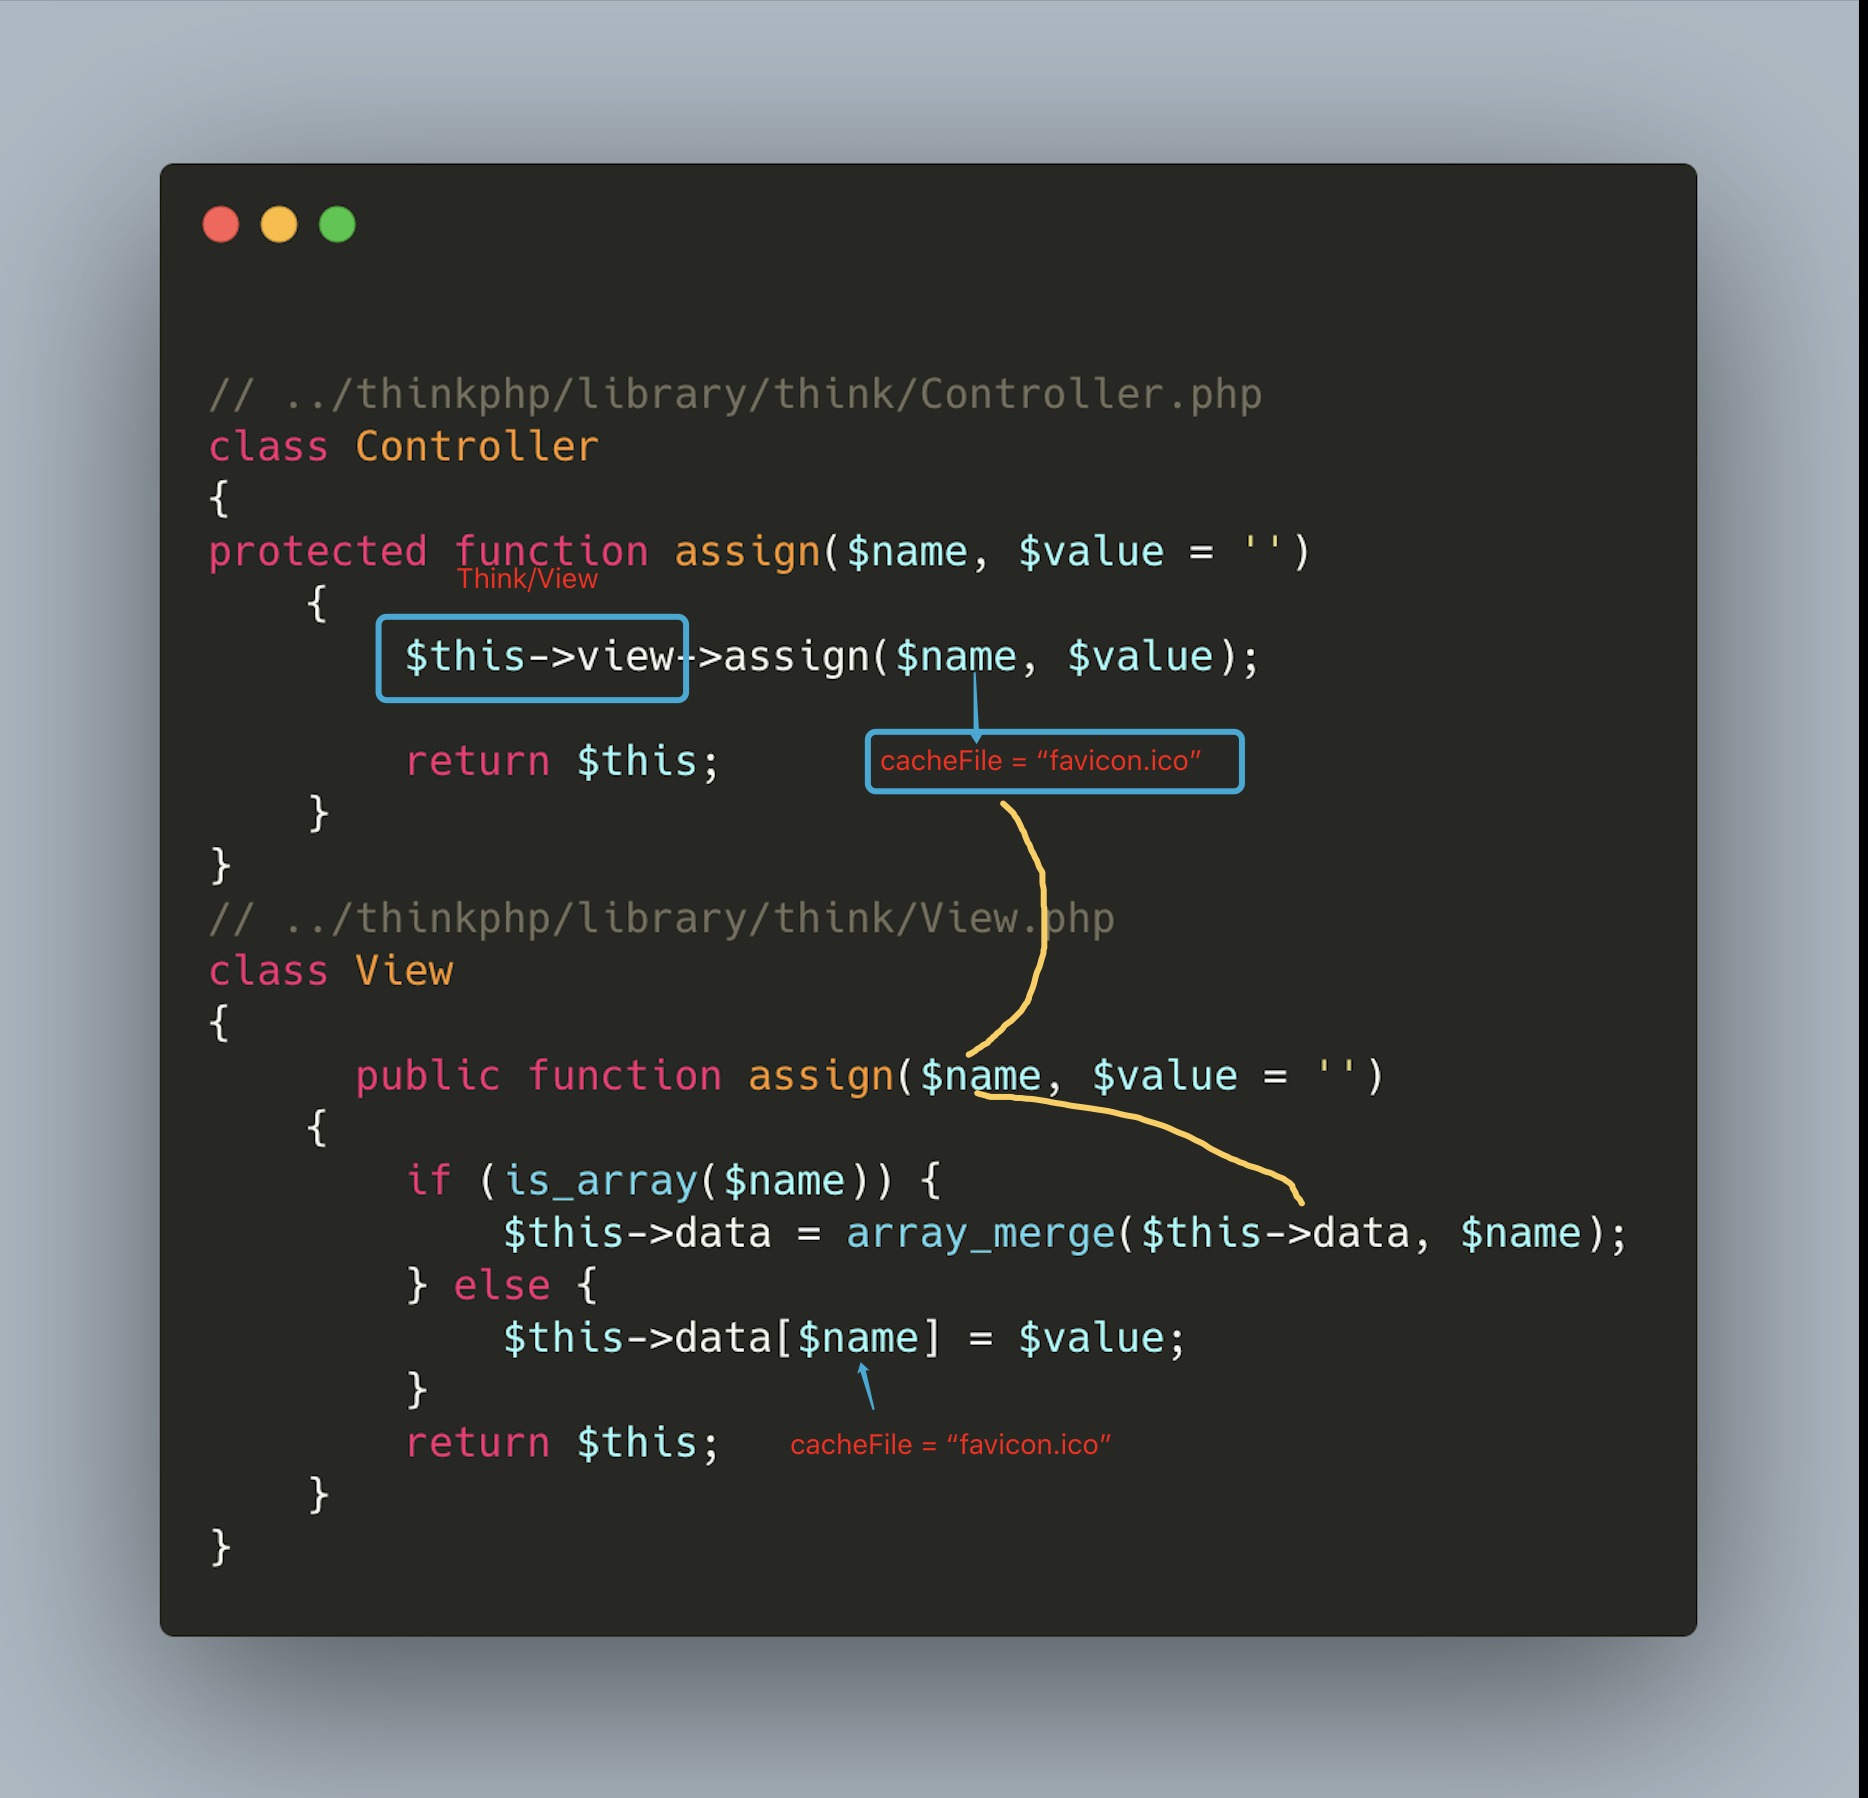 // ../thinkphp/library/think/Controller.php
class Controller
{
protected function assign($name, $value = '')
Think/View
{
$this->view->assign($name, $value);
return $this;
cacheFile = “favicon.ico”
}
}
// ../thinkphp/library/think/View.php
class View
{
public function assign($name, $value = '')
{
if (is_array($name)) {
$this->data = array_merge($this->data, $name);
} else {
$this->data[$name] = $value;
}
return $this;
cacheFile = “favicon.ico”
}
}